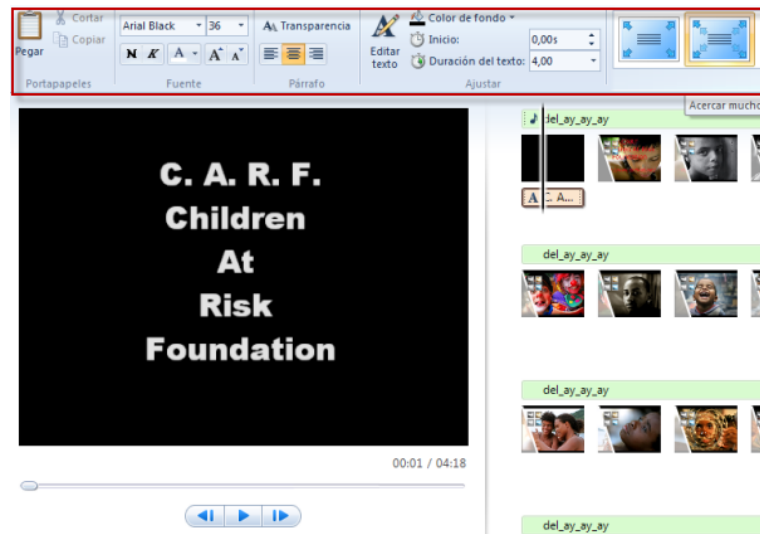 Cortar
Copiar
Pegar
Portapapeles
Arial Black
36
N K A A A
Fuente
AA Transparencia
Párrafo
Editar
texto
Color de fondo
Inicio:
0,00s
Duración del texto:
4,00
Ajustar
Acercar mucho
C. A. R. F.
Children
At
Risk
Foundation
00:01 / 04:18
del_ay_ay_ay
A C. A...
del_ay_ay_ay
del_ay_ay_ay
del_ay_ay_ay